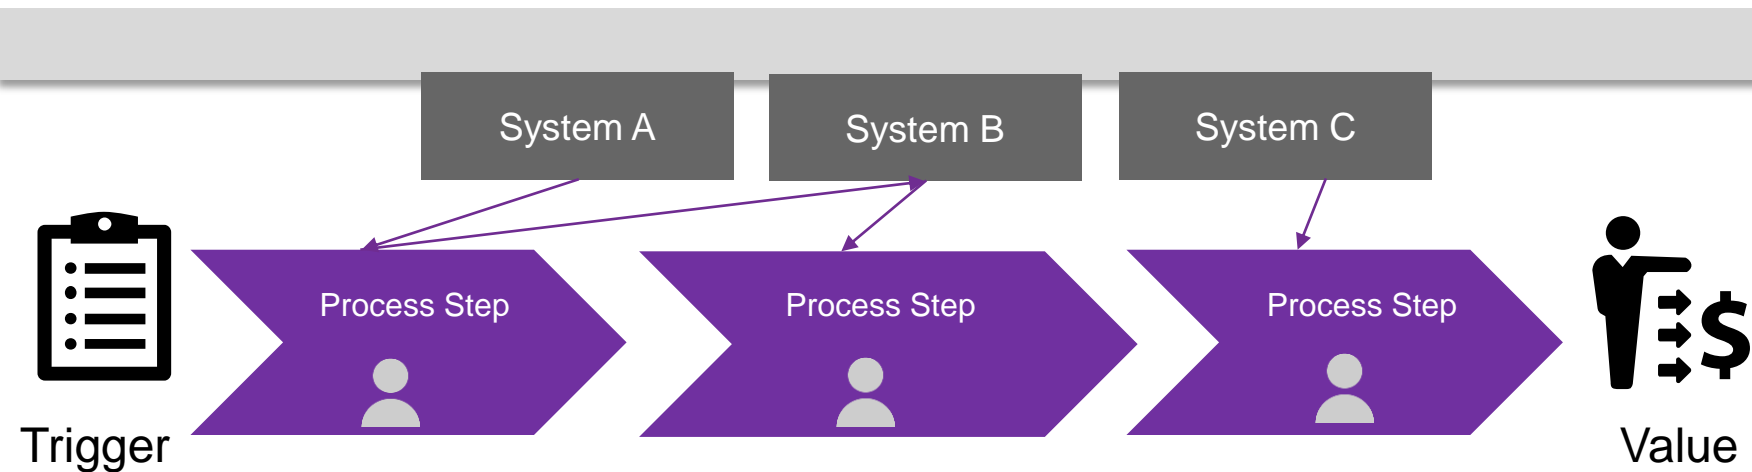 System A
System B
System C
Process Step
Process Step
Process Step
Trigger
Value